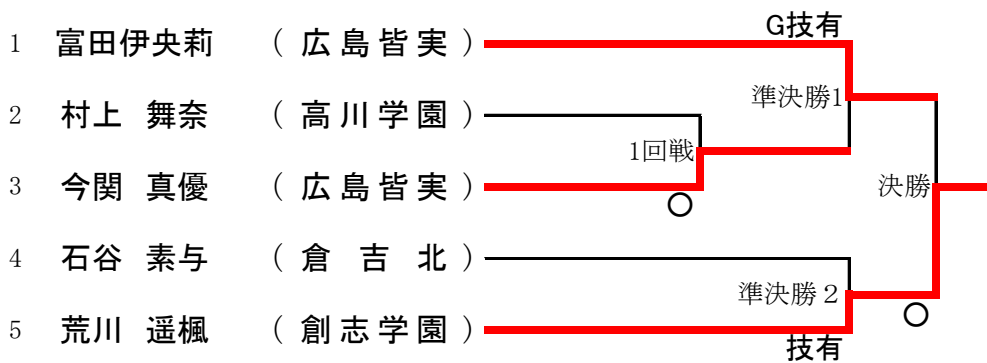 G技有
1 富田伊央莉 ( 広島皆実 )
準決勝1
2 村上 舞奈 ( 高川学園 )
1回戦
3 今関 真優 ( 広島皆実 )
決勝
○
4 石谷 素与 ( 倉吉北 )
準決勝2
○
5 荒川 遥楓 ( 創志学園 )
技有